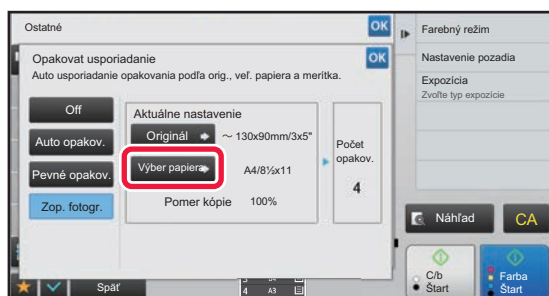 Ostatné
OK
Opakovat usporiadanie
OK
Auto usporiadanie opakovania podľa orig., veľ. papiera a merítka.
Off
Auto opakov.
Pevné opakov.
Zop. fotogr.
Aktuálne nastavenie
Originál
~ 130x90mm/3x5"
Výber papiera
A4/8½x11
Pomer kópie
100%
Počet
opakov.
4
Farebný režim
Nastavenie pozadia
Expozícia
Zvoľte typ expozície
Náhľad
CA
C/b
Štart
Farba
Štart
Späť
4 A3